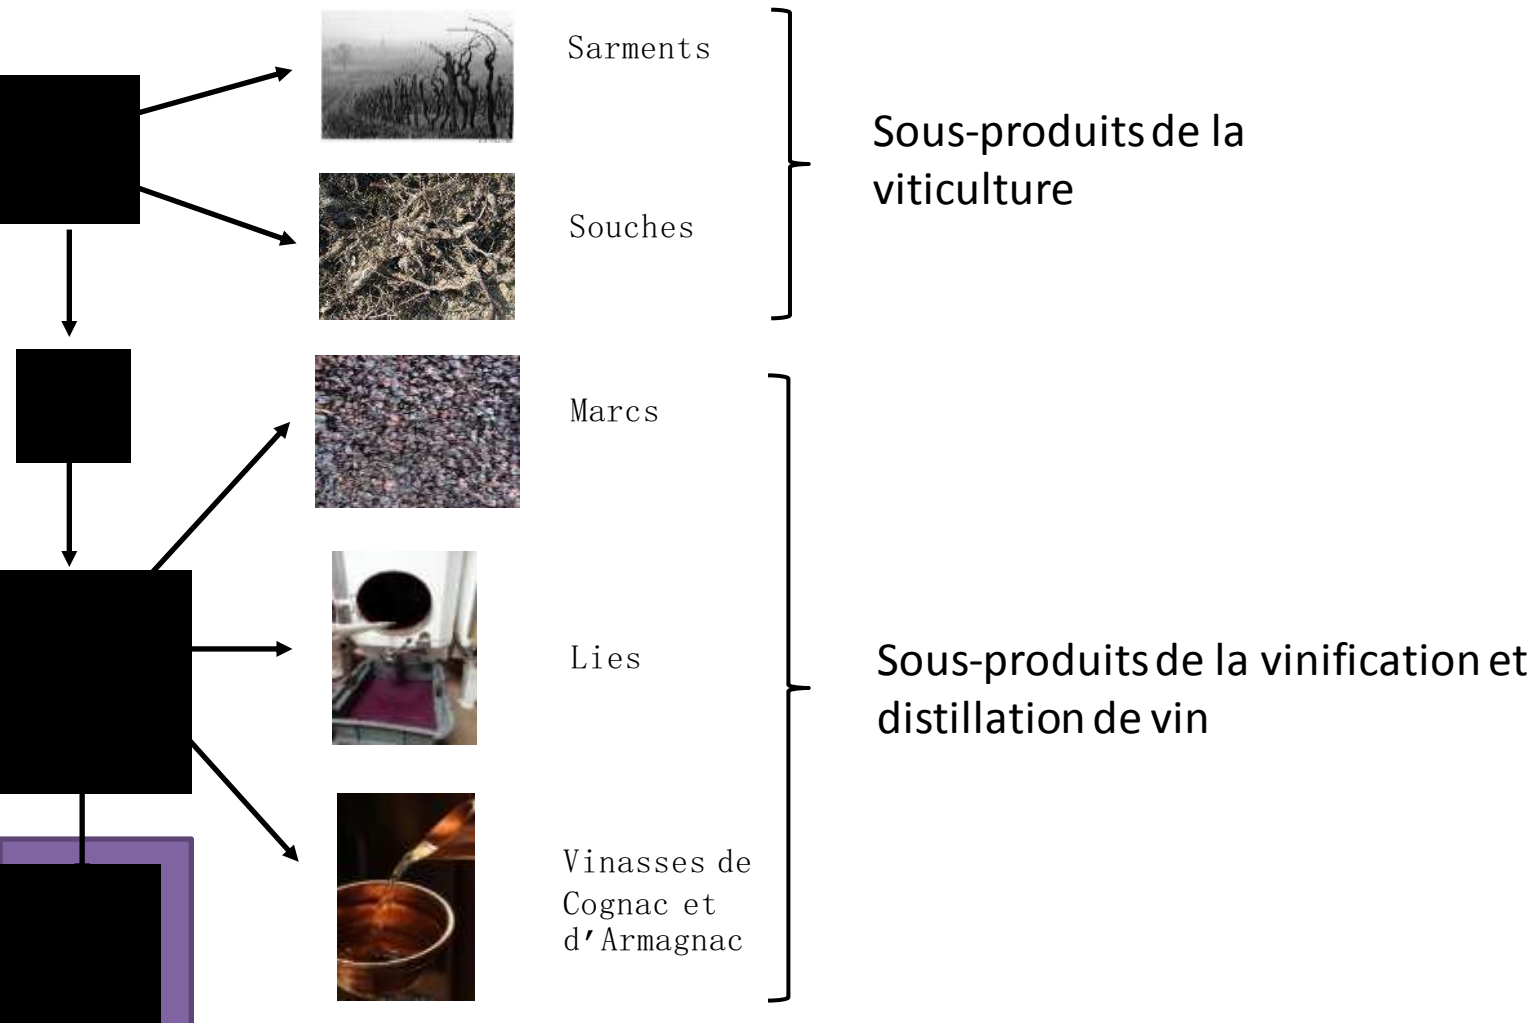 Sarments
Sous-produits de la
viticulture
Souches
Marcs
Lies
Sous-produits de la vinification et
distillation de vin
Vinasses de
Cognac et
d'Armagnac